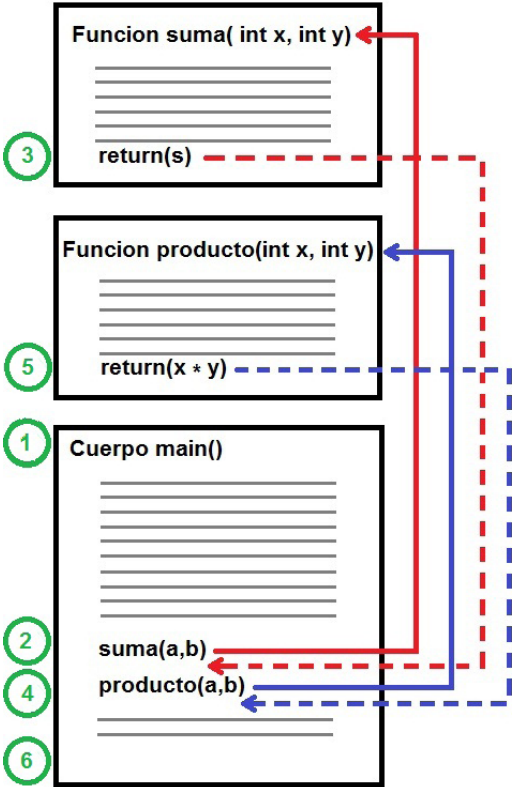 Funcion suma( int x, int y)
3
return(s)
Funcion producto(int x, int y)
5
return(x * y)
1
Cuerpo main()
2
suma(a,b)
4
producto(a,b)
6